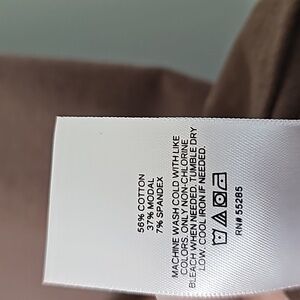 56% COTTON
37% MODAL
7% SPANDEX
MACHINE WASH COLD WITH LIKE
COLORS. ONLY NON-CHLORINE
BLEACH WHEN NEEDED. TUMBLE DRY
LOW. COOL IRON IF NEEDED.
RN# 55285